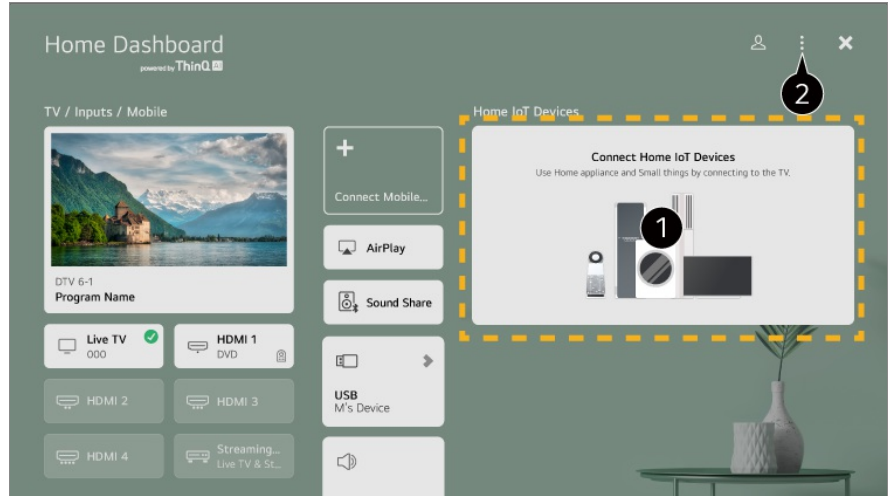 Home Dashboard
powered by ThinQ AI
2
TV / Inputs / Mobile
Home IoT Devices
DTV 6-1
Program Name
Live TV
000
HDMI 1
DVD
HDMI 2
HDMI 3
HDMI 4
Streaming...
Live TV & St...
+
Connect Mobile...
AirPlay
Sound Share
USB
M's Device
Connect Home IoT Devices
Use Home appliance and Small things by connecting to the TV.
1